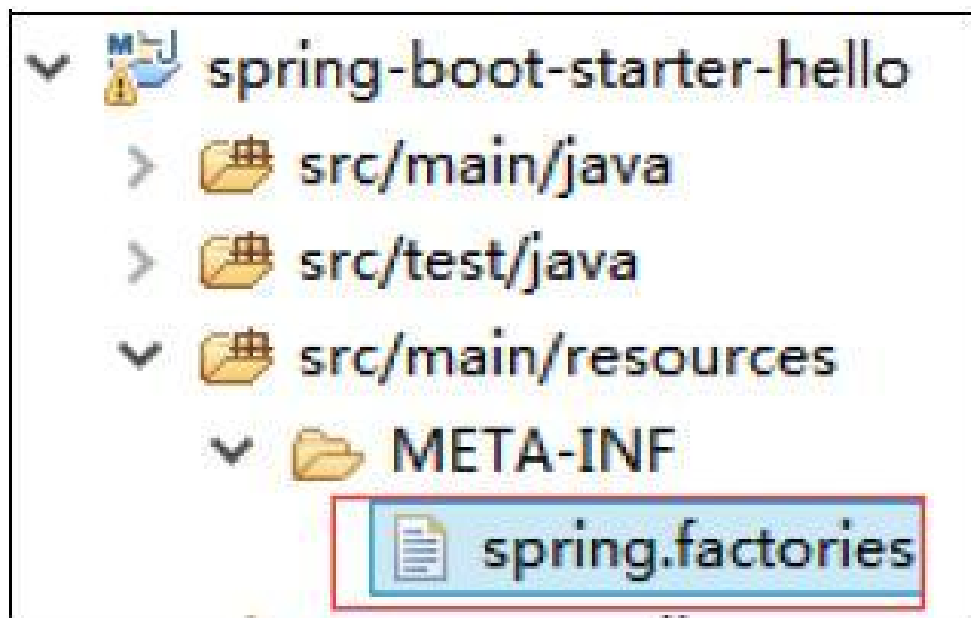 spring-boot-starter-hello
src/main/java
src/test/java
src/main/resources
META-INF
spring.factories